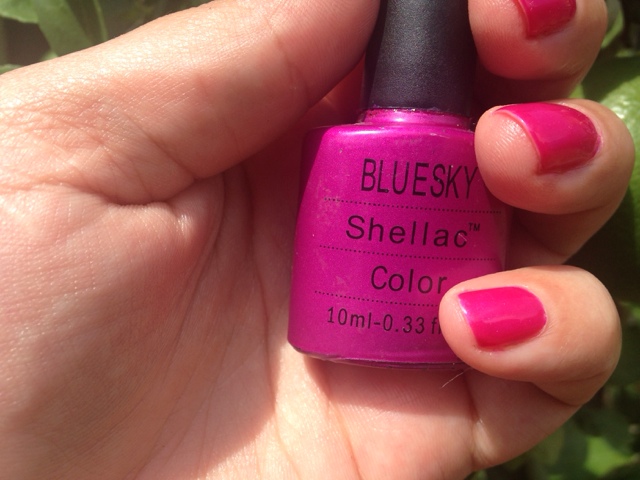 BLUESKY
Shellac™
Color
10ml-0.33 f